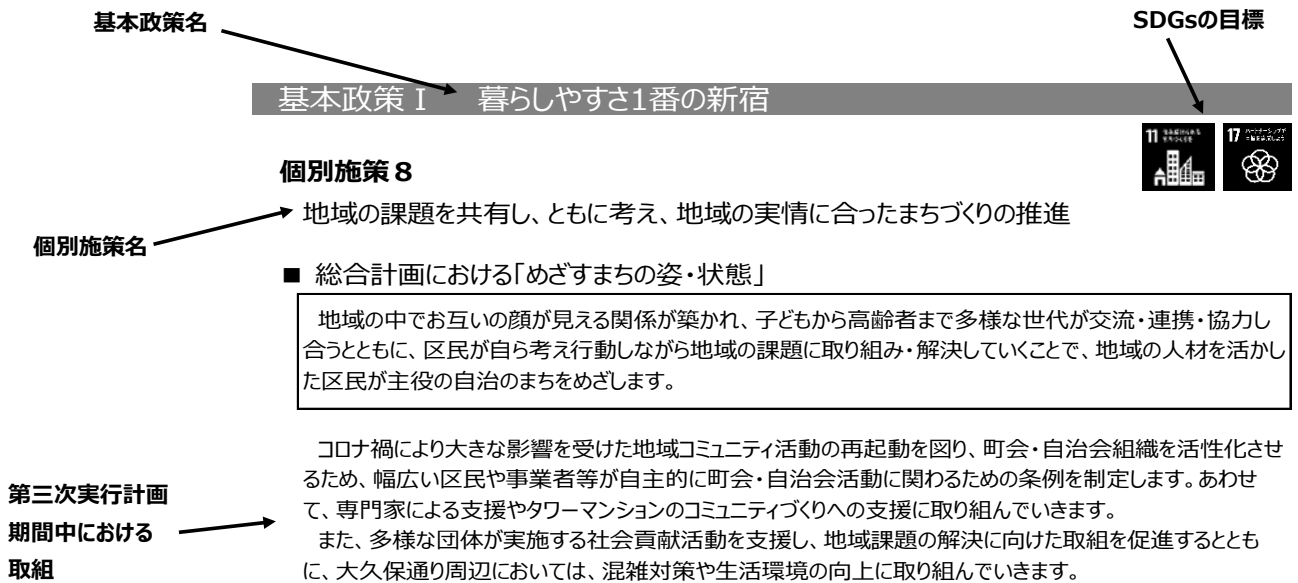 基本政策名
SDGsの目標
基本政策Ⅰ　暮らしやすさ1番の新宿
11
17
個別施策８
地域の課題を共有し、ともに考え、地域の実情に合ったまちづくりの推進
個別施策名
■ 総合計画における「めざすまちの姿・状態」
地域の中でお互いの顔が見える関係が築かれ、子どもから高齢者まで多様な世代が交流・連携・協力し
合うとともに、区民が自ら考え行動しながら地域の課題に取り組み・解決していくことで、地域の人材を活かし
た区民が主役の自治のまちをめざします。
コロナ禍により大きな影響を受けた地域コミュニティ活動の再起動を図り、町会・自治会組織を活性化させ
るため、幅広い区民や事業者等が自主的に町会・自治会活動に関わるための条例を制定します。あわせ
て、専門家による支援やタワーマンションのコミュニティづくりへの支援に取り組んでいきます。
また、多様な団体が実施する社会貢献活動を支援し、地域課題の解決に向けた取組を促進するととも
に、大久保通り周辺においては、混雑対策や生活環境の向上に取り組んでいきます。
第三次実行計画
期間中における
取組